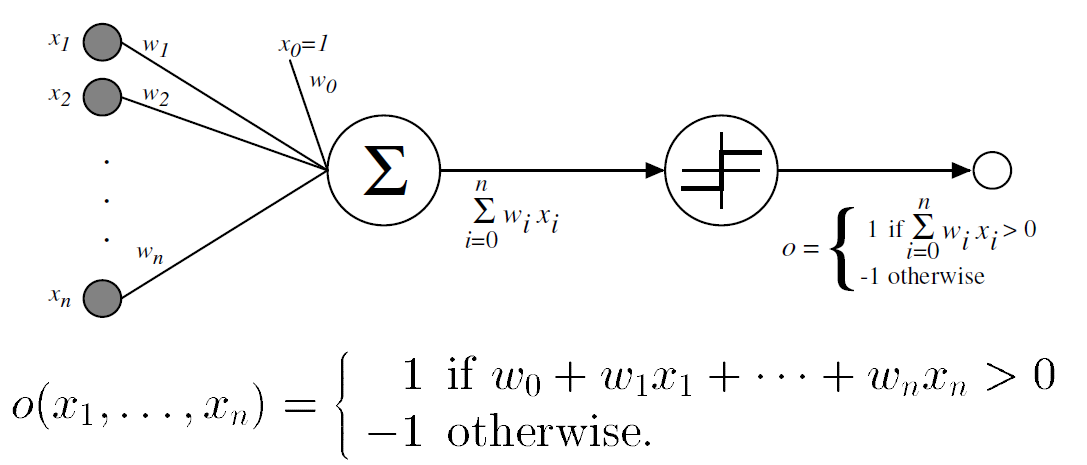 x1 w1 x0=1
w0
x2 w2
.
.
.
Σ
n
Σ wi xi
i=0
wn
xn
n
o = { 1 if Σ wi xi > 0
i=0
-1 otherwise
o(x1, . . . , xn) = { 1 if w0 + w1x1 + · · · + wnxn > 0
−1 otherwise.